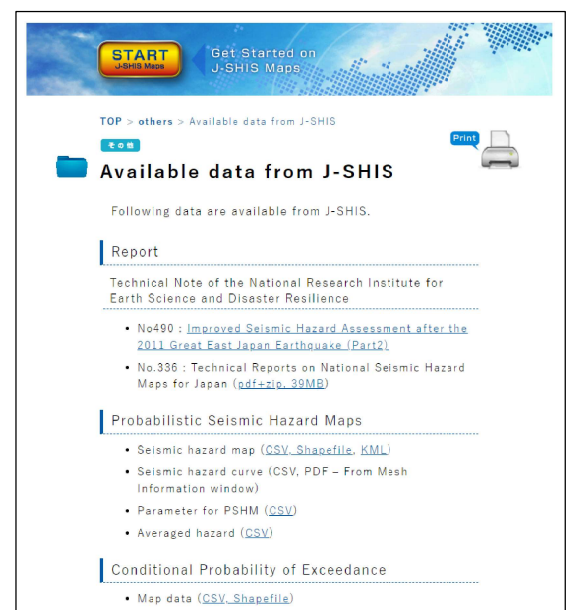 START
J-SHIS Maps
Get Started on
J-SHIS Maps
TOP > others > Available data from J-SHIS
その他
Print
Available data from J-SHIS
Following data are available from J-SHIS.
Report
Technical Note of the National Research Institute for
Earth Science and Disaster Resilience
• No490 : Improved Seismic Hazard Assessment after the
2011 Great East Japan Earthquake (Part2)
• No.336 : Technical Reports on National Seismic Hazard
Maps for Japan (pdf+zip, 39MB)
Probabilistic Seismic Hazard Maps
• Seismic hazard map (CSV, Shapefile, KML)
• Seismic hazard curve (CSV, PDF – From Mesh
Information window)
• Parameter for PSHM (CSV)
• Averaged hazard (CSV)
Conditional Probability of Exceedance
• Map data (CSV, Shapefile)